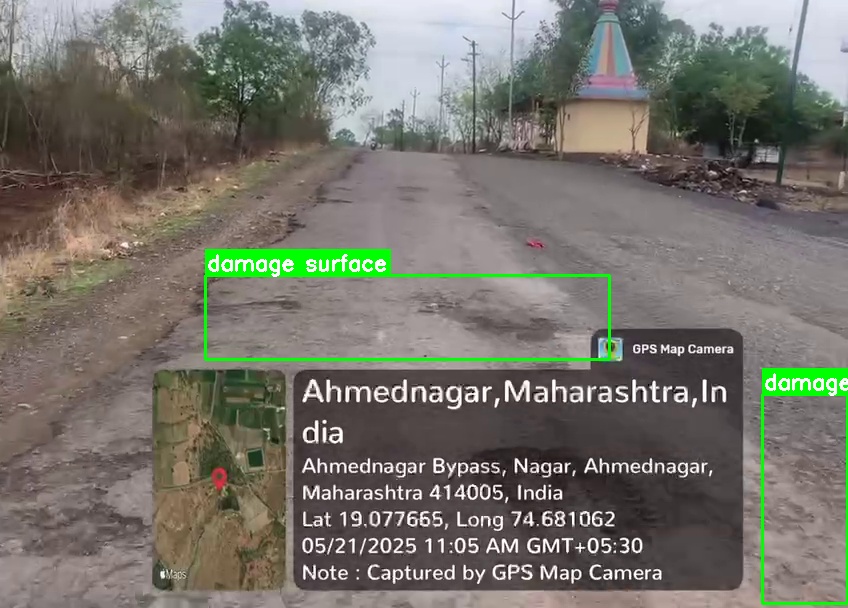 damage surface
GPS Map Camera
damage
Ahmednagar,Maharashtra,In
dia
Ahmednagar Bypass, Nagar, Ahmednagar,
Maharashtra 414005, India
Lat 19.077665, Long 74.681062
05/21/2025 11:05 AM GMT+05:30
Note : Captured by GPS Map Camera
Maps